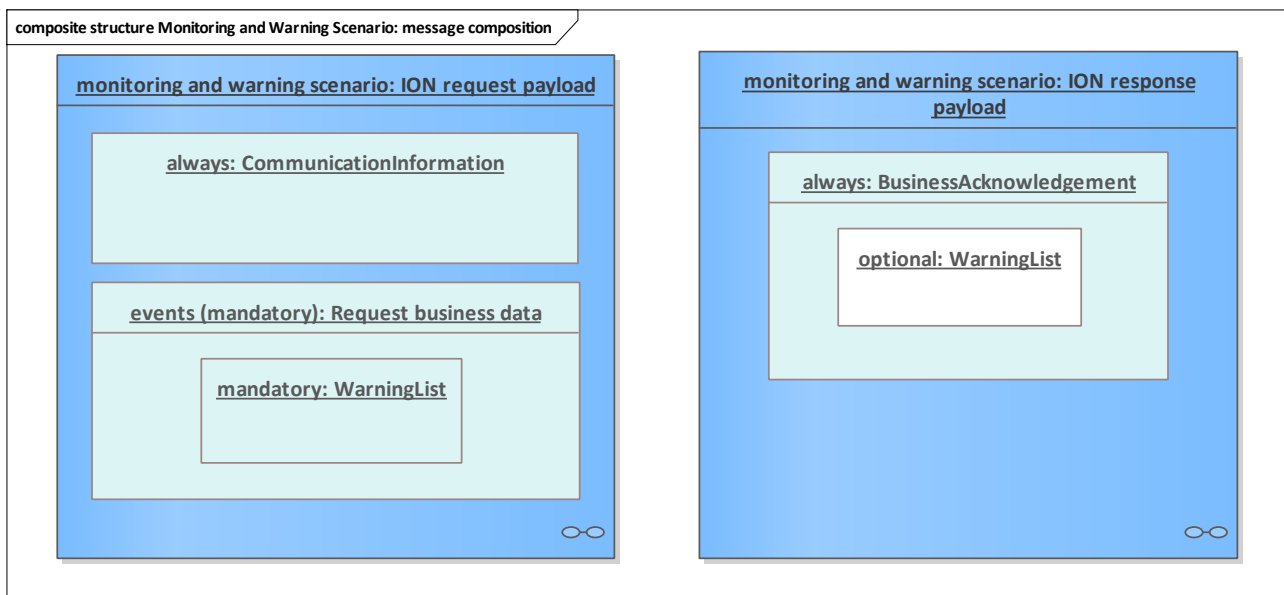 composite structure Monitoring and Warning Scenario: message composition
monitoring and warning scenario: ION request payload
always: CommunicationInformation
events (mandatory): Request business data
mandatory: WarningList
monitoring and warning scenario: ION response
payload
always: BusinessAcknowledgement
optional: WarningList